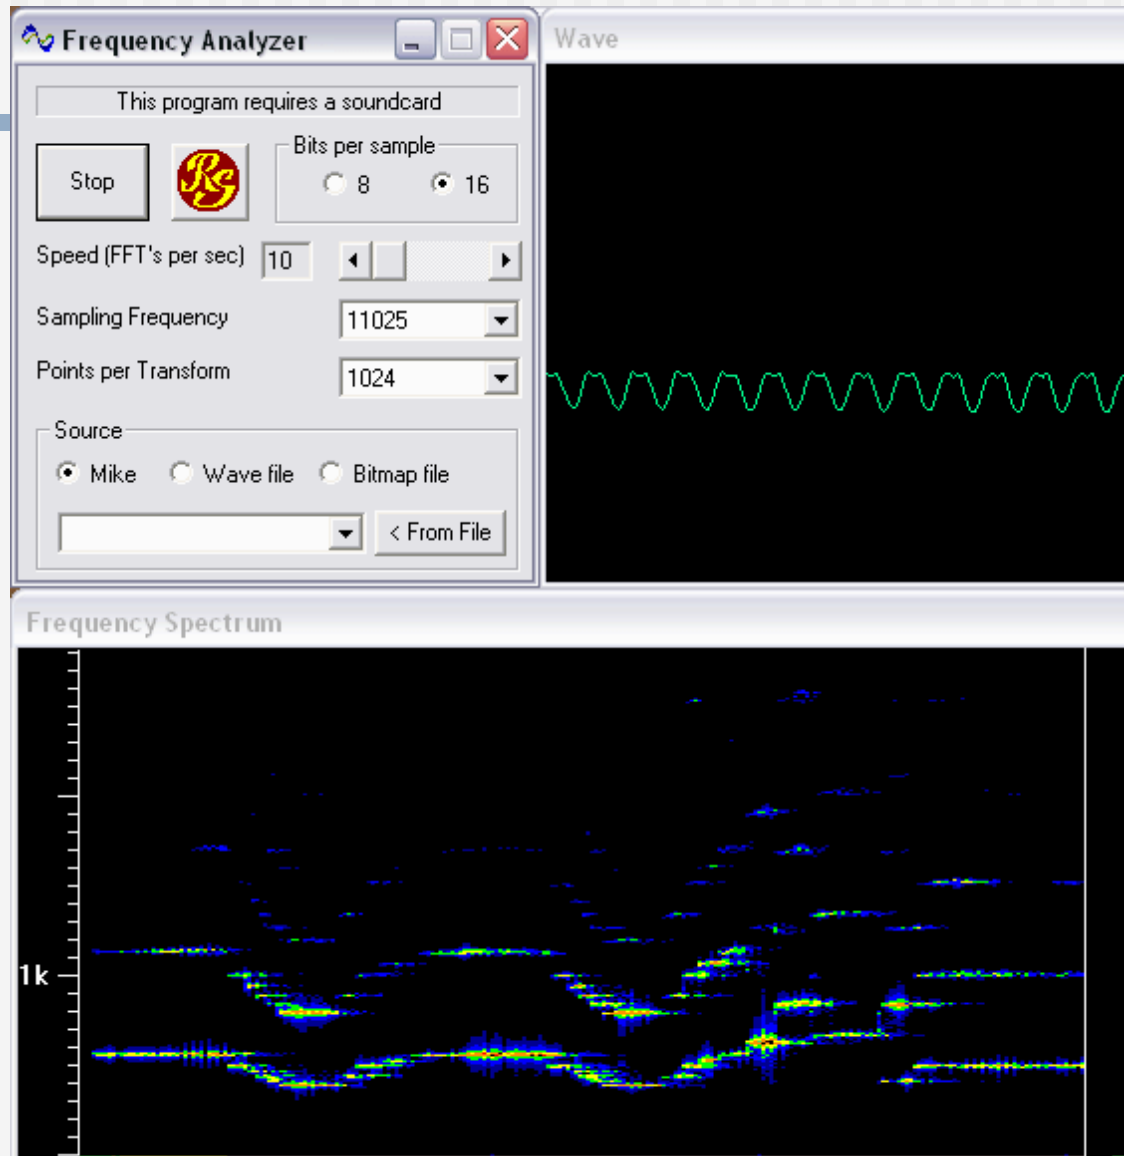 Frequency Analyzer
This program requires a soundcard
Stop
RG
Bits per sample
8
16
Speed (FFT's per sec)
10
Sampling Frequency
11025
Points per Transform
1024
Source
Mike
Wave file
Bitmap file
< From File
Wave
Frequency Spectrum
1k